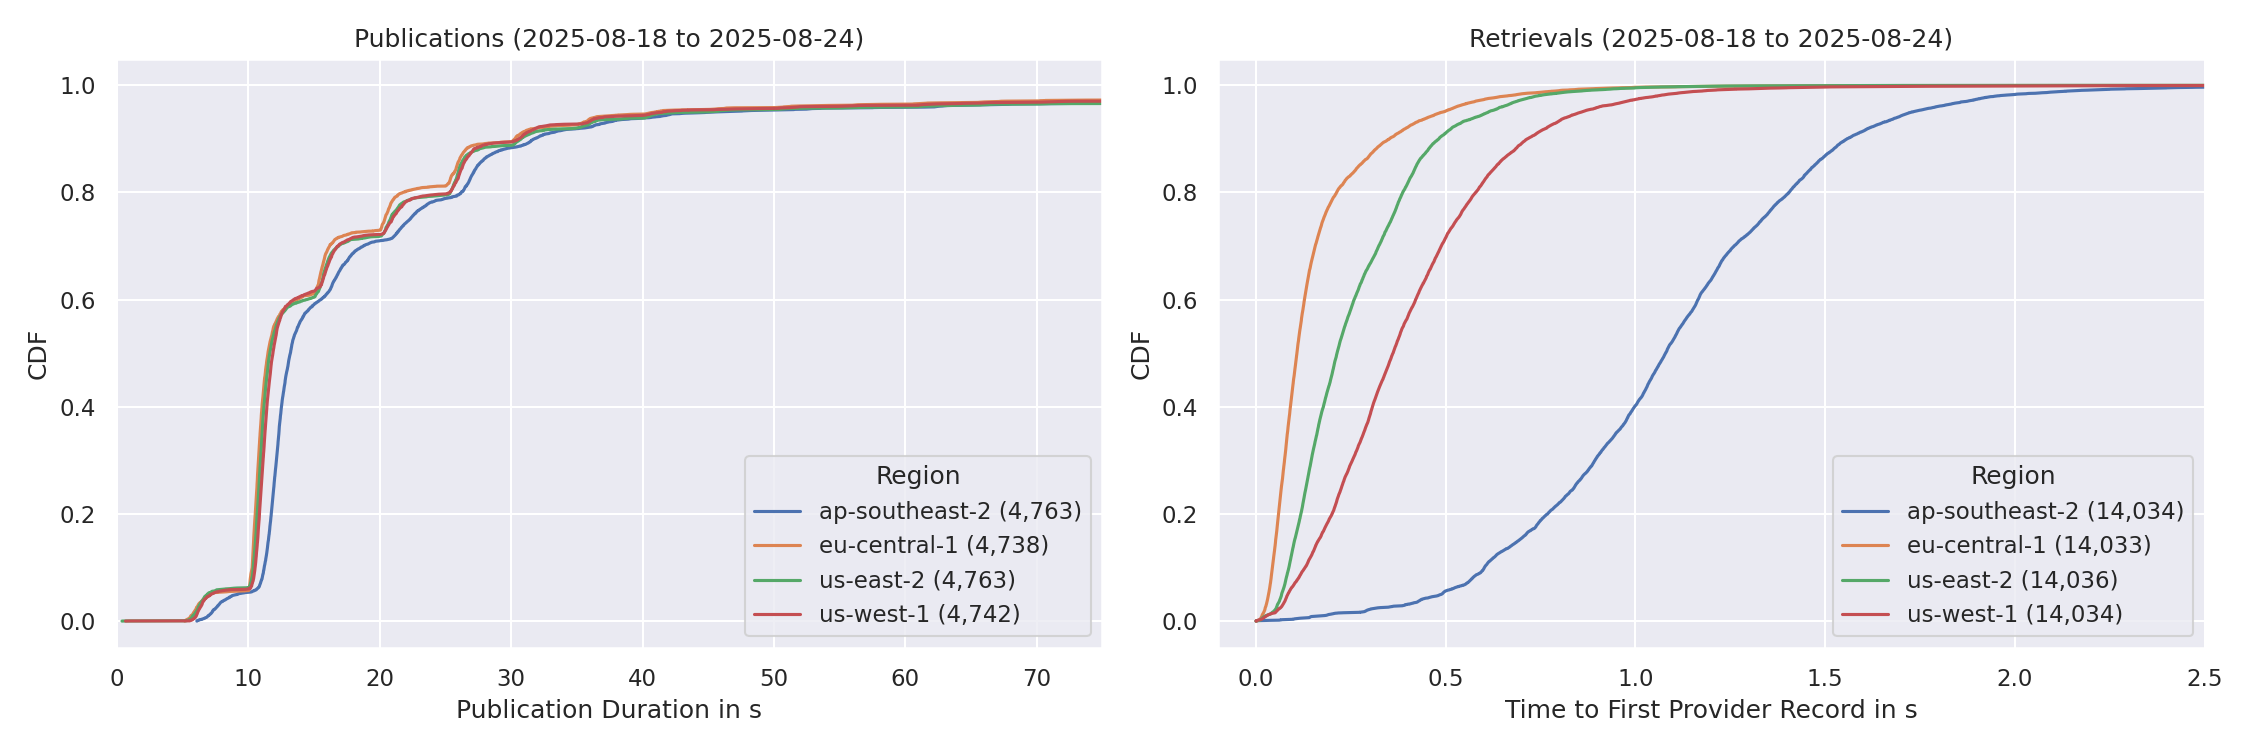 Publications (2025-08-18 to 2025-08-24)
CDF
1.0
0.8
0.6
0.4
0.2
0.0
0 10 20 30 40 50 60 70
Publication Duration in s
Region
ap-southeast-2 (4,763)
eu-central-1 (4,738)
us-east-2 (4,763)
us-west-1 (4,742)
Retrievals (2025-08-18 to 2025-08-24)
CDF
1.0
0.8
0.6
0.4
0.2
0.0
0.0 0.5 1.0 1.5 2.0 2.5
Time to First Provider Record in s
Region
ap-southeast-2 (14,034)
eu-central-1 (14,033)
us-east-2 (14,036)
us-west-1 (14,034)